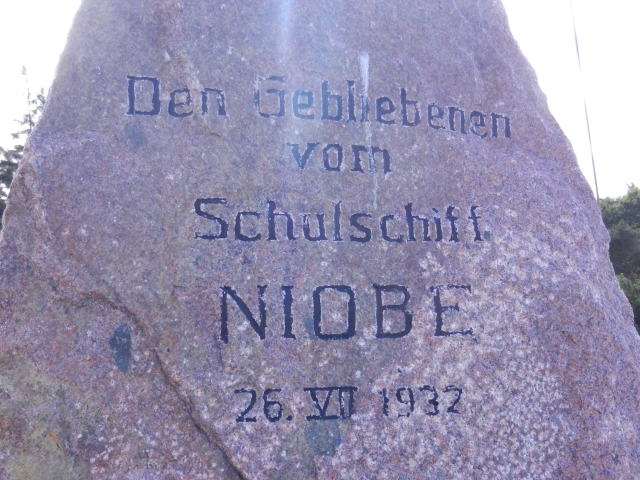 Den Gebliebenen
vom
Schulschiff
NIOBE
26. VII 1932